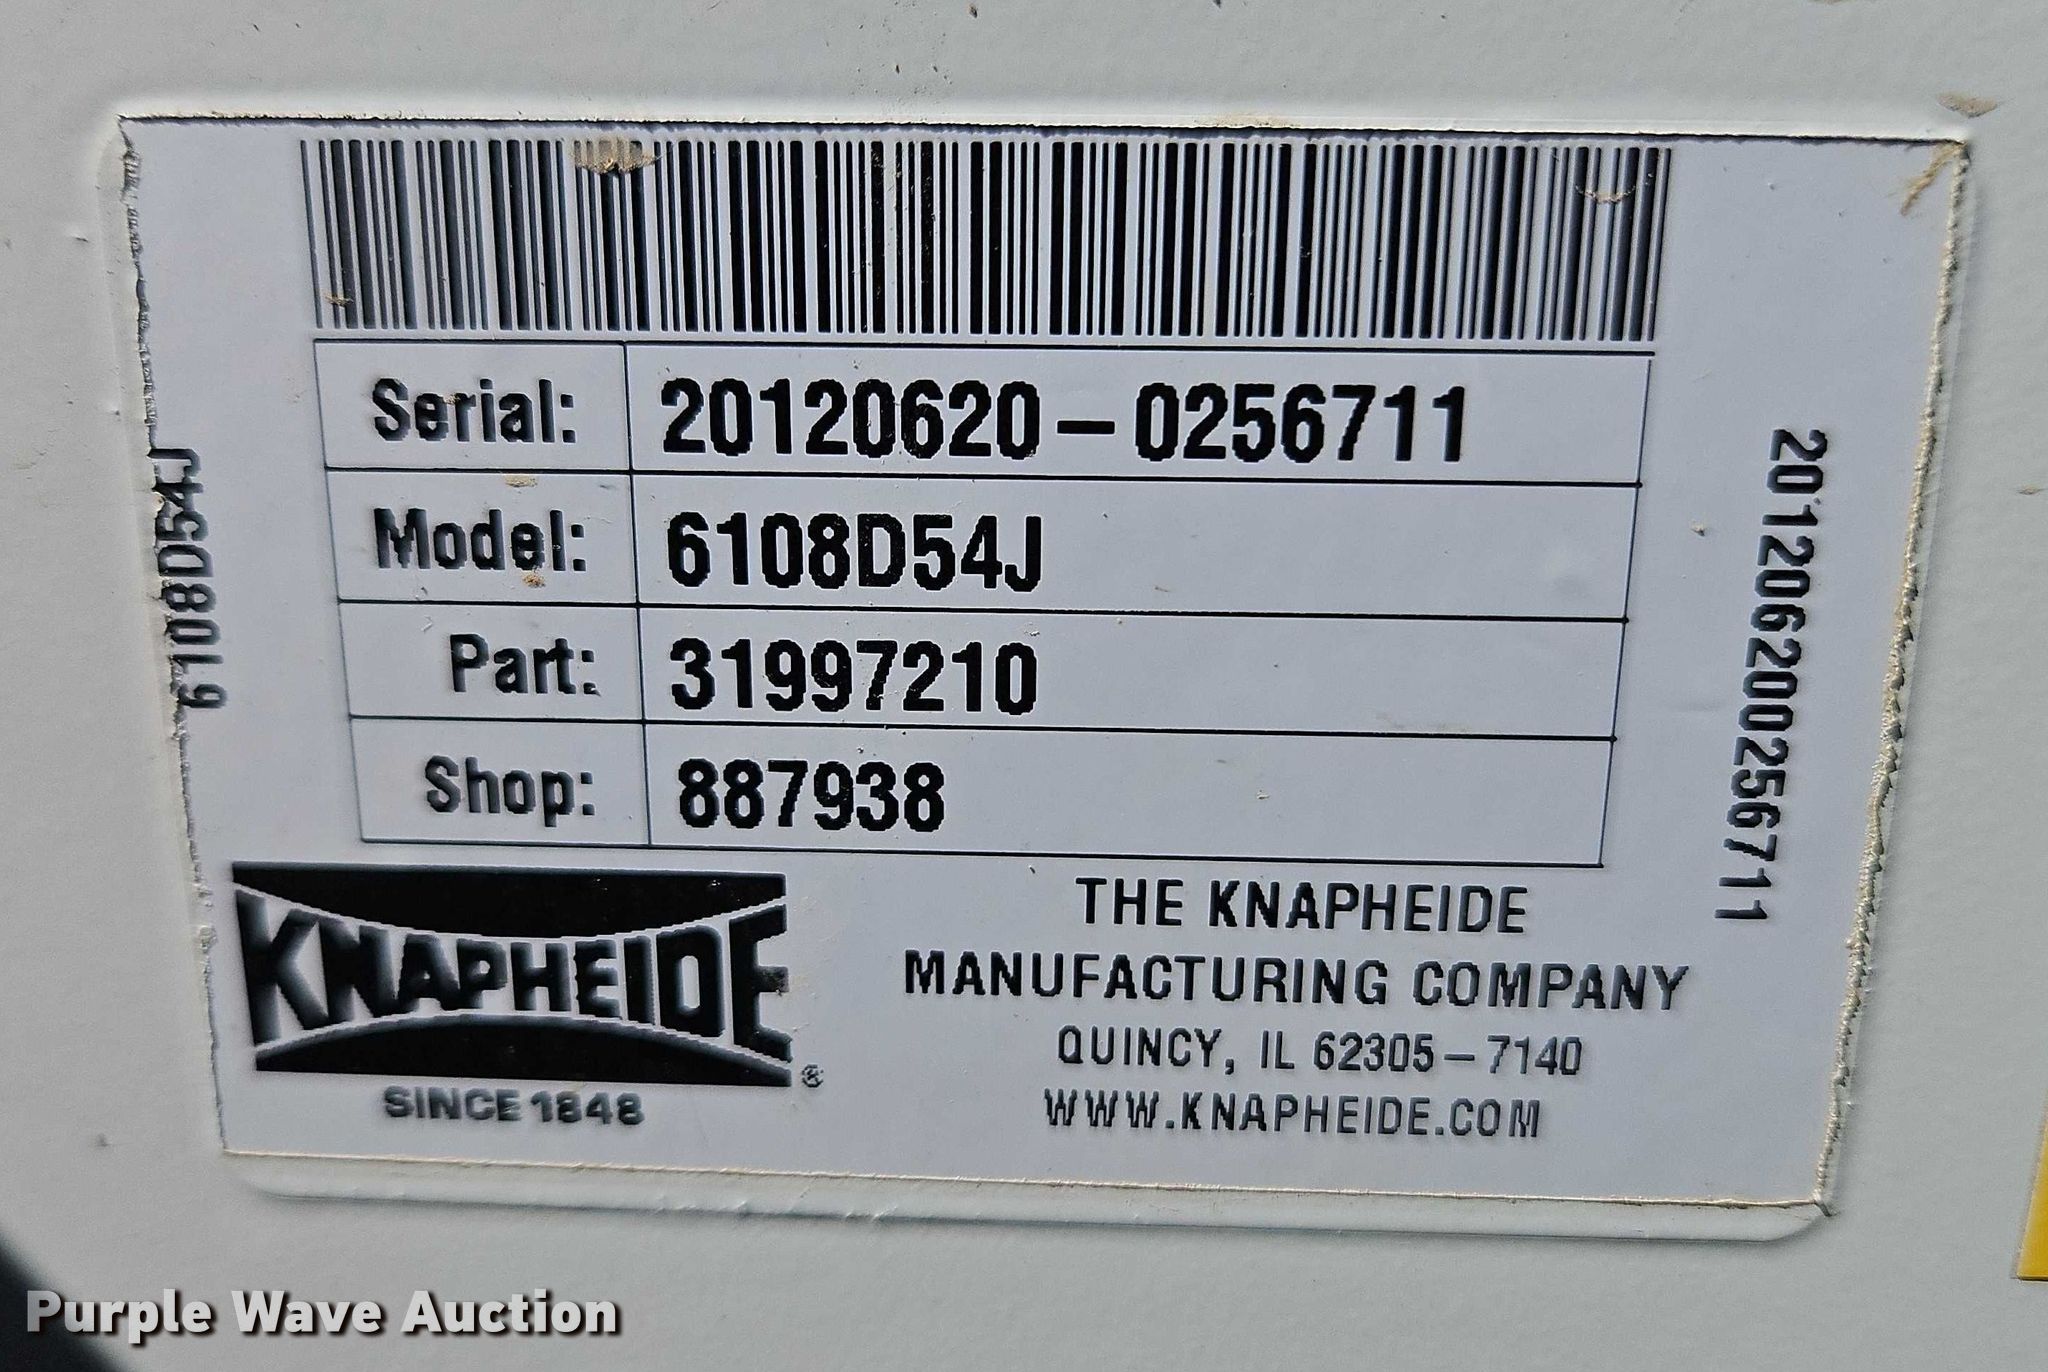 Serial: 20120620-0256711
Model: 6108D54J
Part: 31997210
Shop: 887938
6108D54J
201206200256711
KNAPHEIDE®
SINCE 1848
THE KNAPHEIDE
MANUFACTURING COMPANY
QUINCY, IL 62305-7140
WWW.KNAPHEIDE.COM
Purple Wave Auction